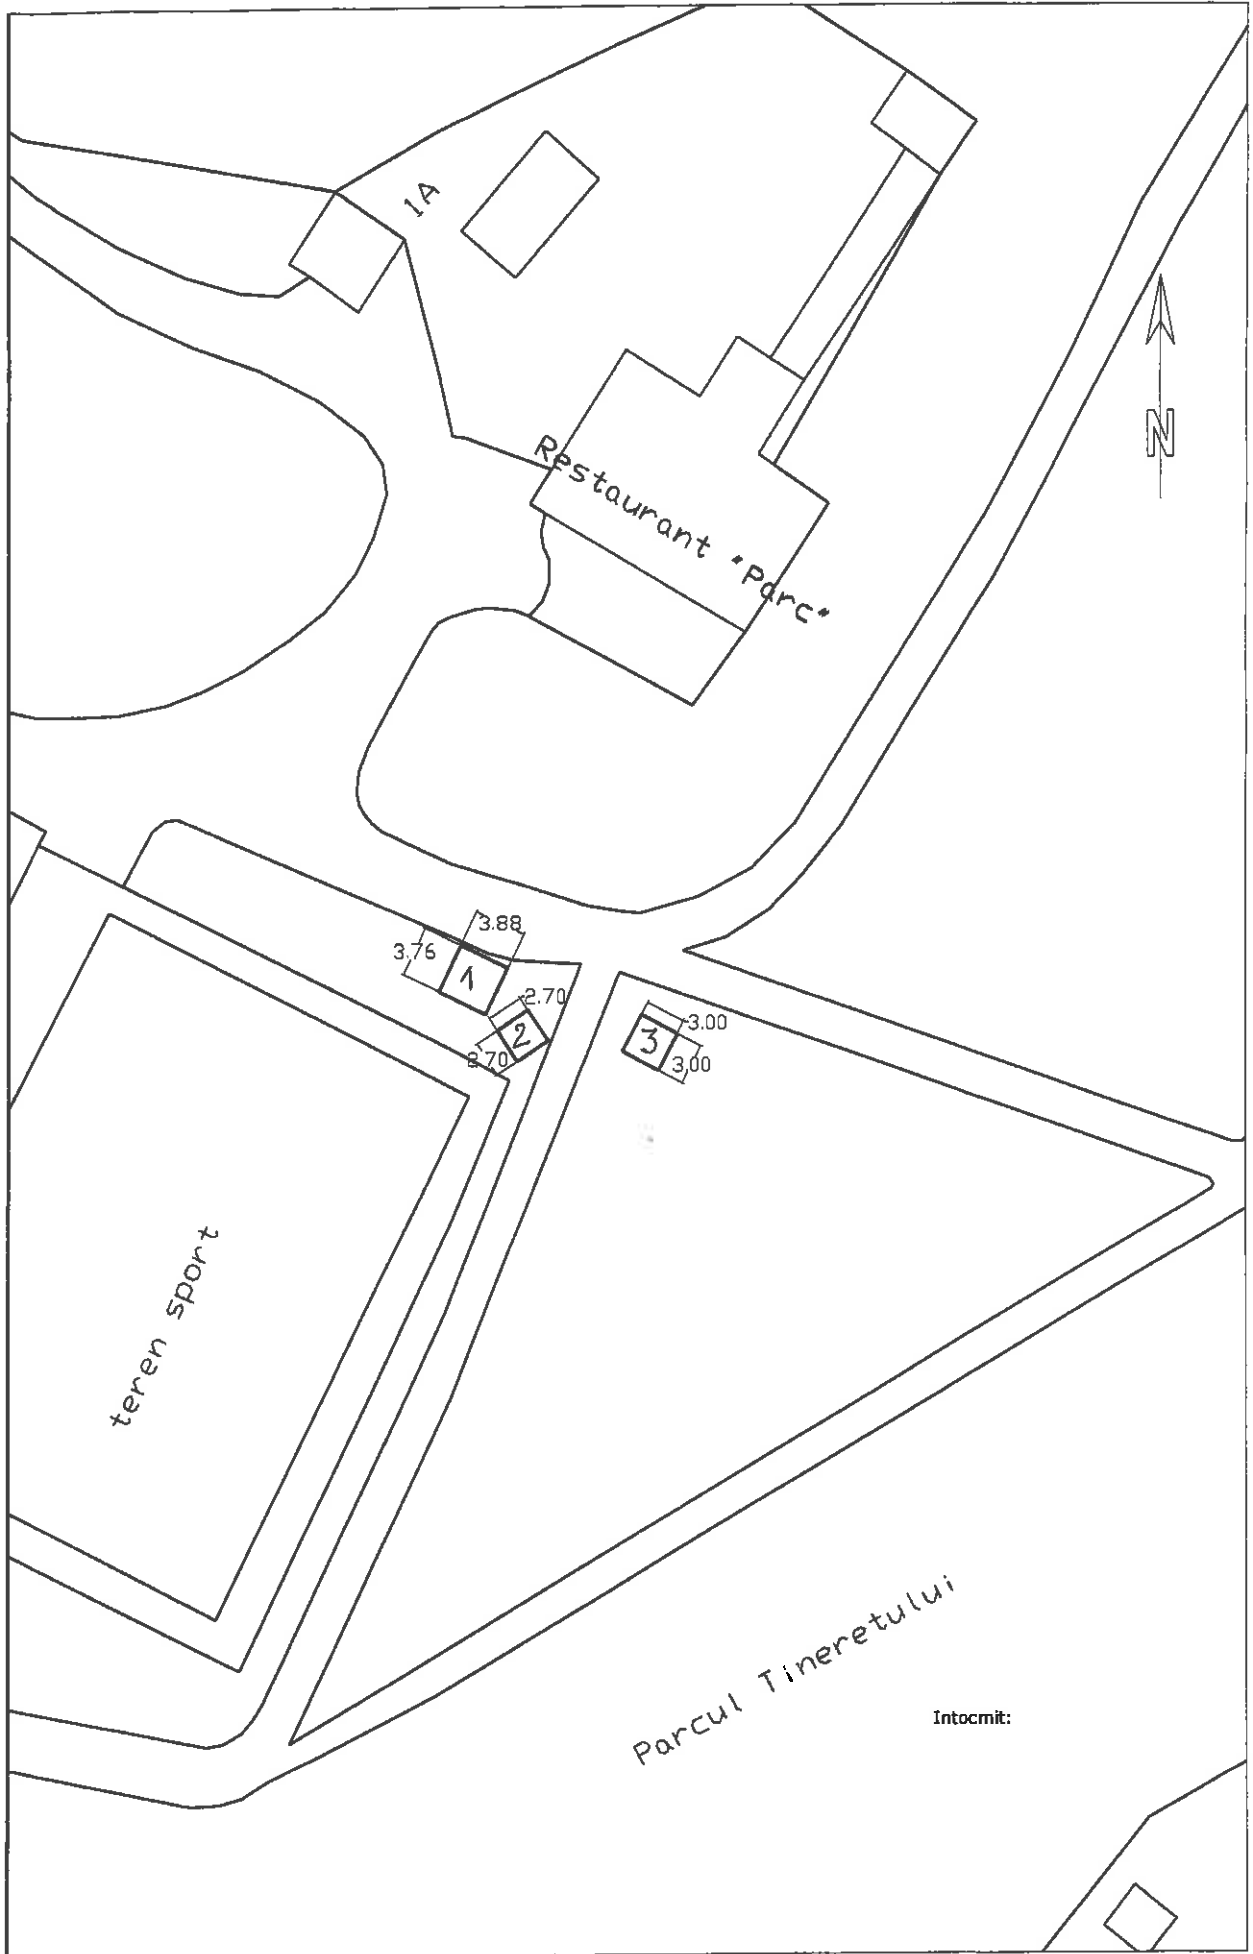 1A
N
Restaurant "Parc"
3.88
3.76
1
2.70
2
2.70
3.00
3
3.00
teren sport
Parcul Tineretului
Intocmit: